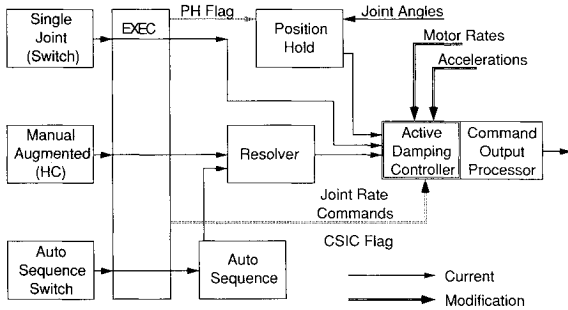 Single
Joint
(Switch)
EXEC
PH Flag
Position
Hold
Joint Angles
Motor Rates
Accelerations
Manual
Augmented
(HC)
Resolver
Active
Damping
Controller
Command
Output
Processor
Joint Rate
Commands
CSIC Flag
Auto
Sequence
Switch
Auto
Sequence
Current
Modification